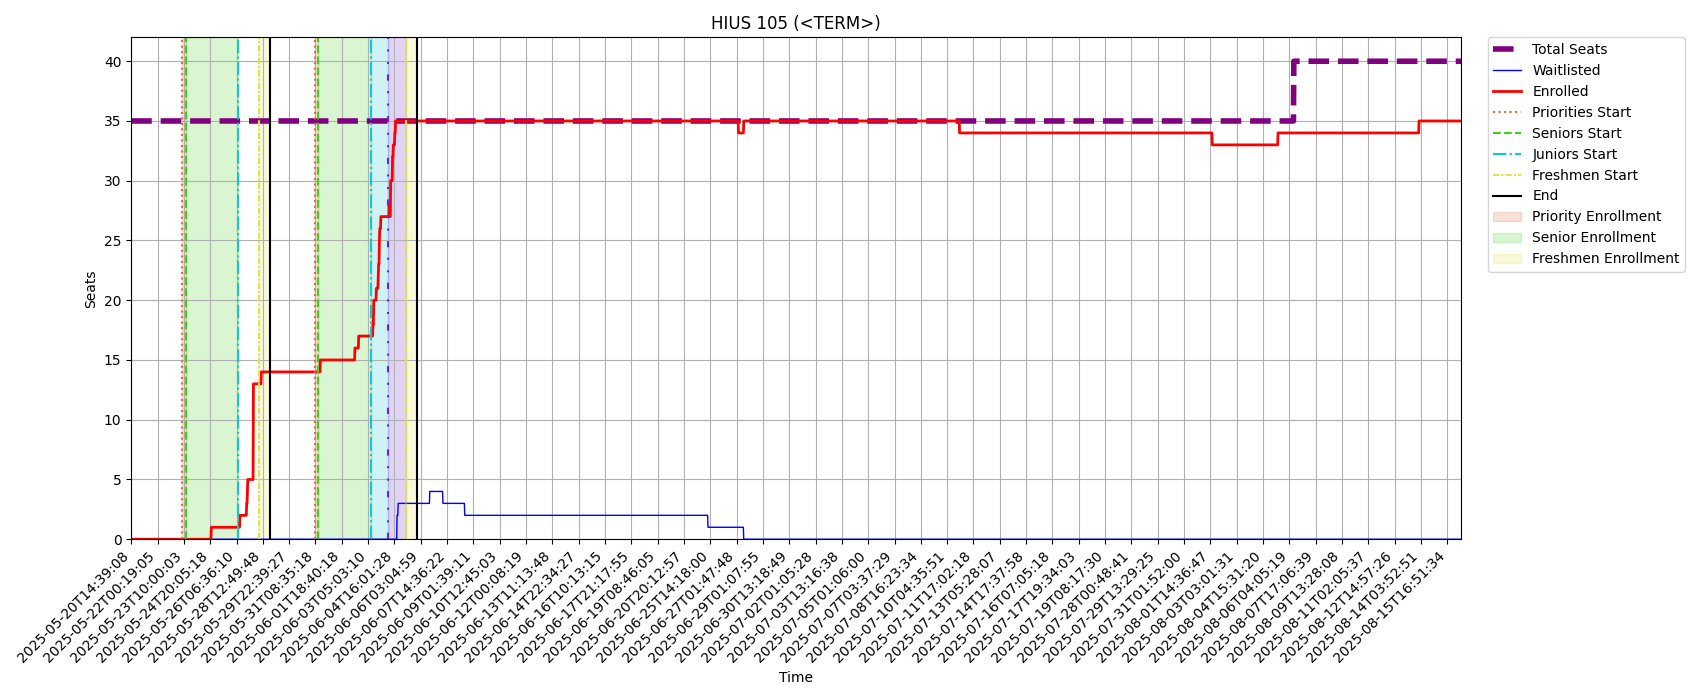 HIUS 105 (<TERM>)
Seats
40
35
30
25
20
15
10
5
0
2025-05-20T14:39:08
2025-05-22T00:19:05
2025-05-23T10:00:03
2025-05-24T20:05:18
2025-05-26T06:36:10
2025-05-28T12:49:48
2025-05-29T22:39:27
2025-05-31T08:35:18
2025-06-01T18:40:18
2025-06-03T05:03:10
2025-06-04T16:01:28
2025-06-06T03:04:59
2025-06-07T14:36:22
2025-06-09T01:39:11
2025-06-10T12:45:03
2025-06-12T00:08:19
2025-06-13T11:13:48
2025-06-14T22:34:27
2025-06-16T10:13:15
2025-06-17T21:17:55
2025-06-19T08:46:05
2025-06-20T20:12:57
2025-06-25T14:18:00
2025-06-27T01:47:48
2025-06-29T01:07:55
2025-06-30T13:18:49
2025-07-02T01:05:28
2025-07-03T13:16:38
2025-07-05T01:06:00
2025-07-07T03:37:29
2025-07-08T16:23:34
2025-07-10T04:35:51
2025-07-11T17:02:18
2025-07-13T05:28:07
2025-07-14T17:37:58
2025-07-16T07:05:18
2025-07-17T19:34:03
2025-07-19T08:17:30
2025-07-28T00:48:41
2025-07-29T13:29:25
2025-07-31T01:52:00
2025-08-01T14:36:47
2025-08-03T03:01:31
2025-08-04T15:31:20
2025-08-06T04:05:19
2025-08-07T17:06:39
2025-08-09T13:28:08
2025-08-11T02:05:37
2025-08-12T14:57:26
2025-08-14T03:52:51
2025-08-15T16:51:34
Time
Total Seats
Waitlisted
Enrolled
Priorities Start
Seniors Start
Juniors Start
Freshmen Start
End
Priority Enrollment
Senior Enrollment
Freshmen Enrollment